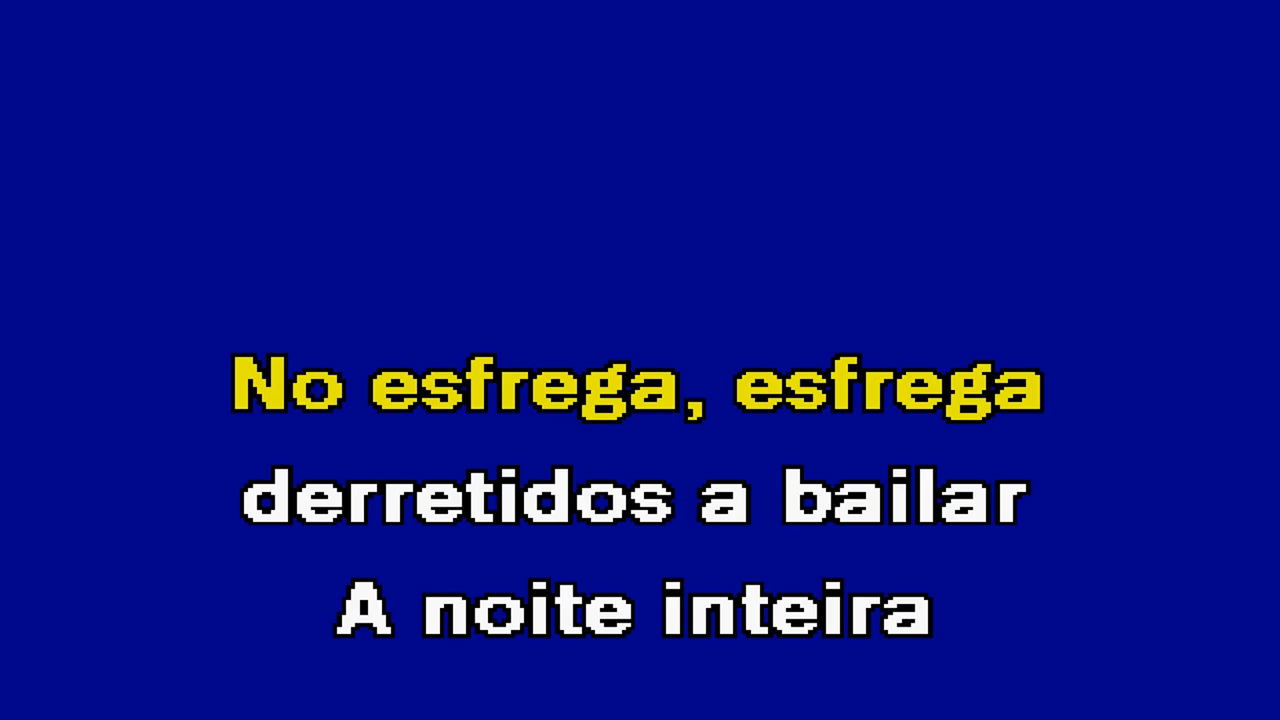 No esfrega, esfrega
derretidos a bailar
A noite inteira